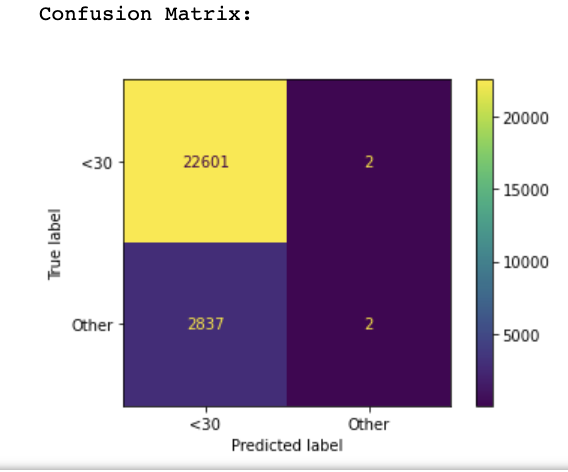 Confusion Matrix:
<30
22601
2
Other
2837
2
<30
Other
True label
Predicted label
20000
15000
10000
5000